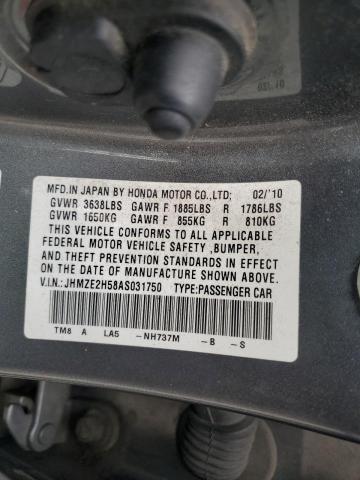 MFD.IN JAPAN BY HONDA MOTOR CO.,LTD; 02/'10
GVWR 3638LBS GAWR F 1885LBS R 1786LBS
GVWR 1650KG GAWR F 855KG R 810KG
THIS VEHICLE CONFORMS TO ALL APPLICABLE
FEDERAL MOTOR VEHICLE SAFETY ,BUMPER,
AND THEFT PREVENTION STANDARDS IN EFFECT
ON THE DATE OF MANUFACTURE SHOWN ABOVE.
V.I.N.: JHMZE2H58AS031750 TYPE:PASSENGER CAR
TM8 A LA5 -NH737M -B -S